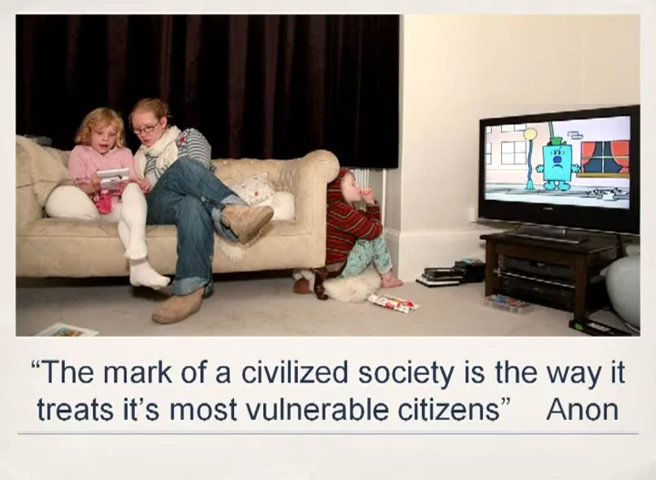 “The mark of a civilized society is the way it
treats it’s most vulnerable citizens”    Anon